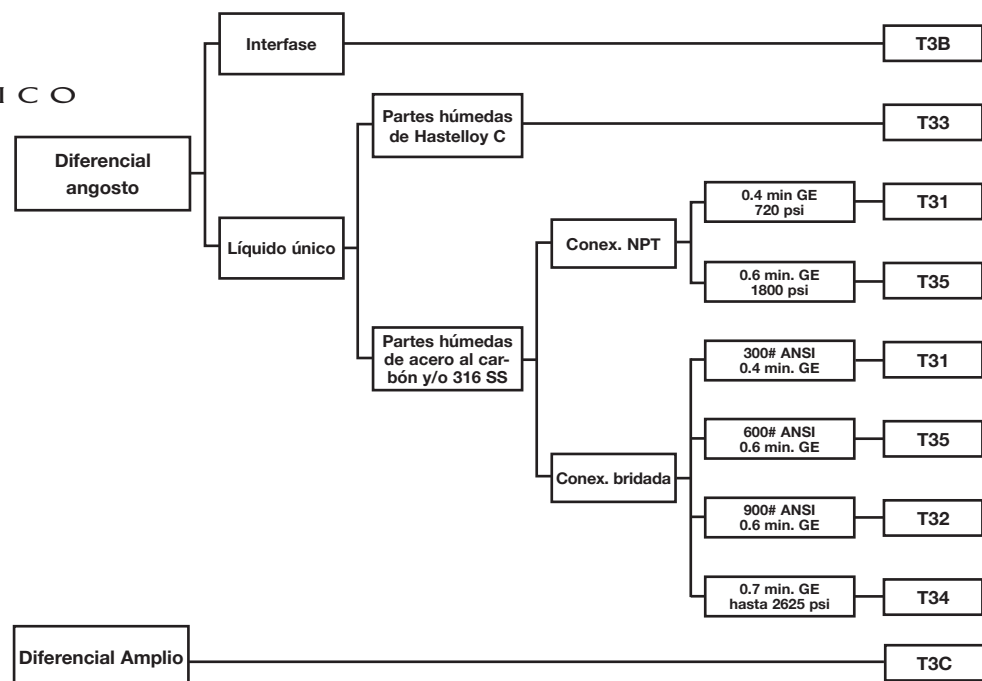 Interfase
T3B
I C O
Partes húmedas
de Hastelloy C
T33
Diferencial
angosto
0.4 min GE
720 psi
T31
Líquido único
Conex. NPT
0.6 min. GE
1800 psi
T35
Partes húmedas
de acero al car-
bón y/o 316 SS
300# ANSI
0.4 min. GE
T31
600# ANSI
0.6 min. GE
T35
Conex. bridada
900# ANSI
0.6 min. GE
T32
0.7 min. GE
hasta 2625 psi
T34
Diferencial Amplio
T3C